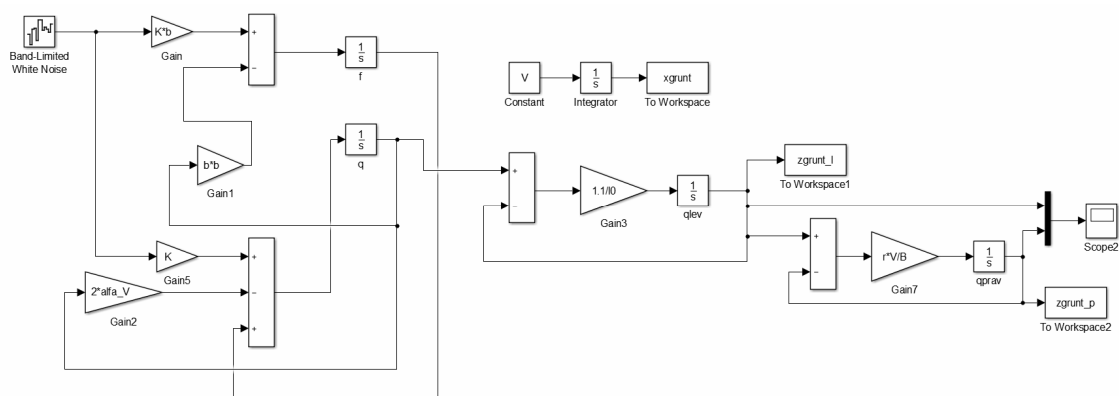 Band-Limited
White Noise
K*b
Gain
+
−
1
s
f
b*b
Gain1
1
s
q
K
Gain5
2*alfa_V
Gain2
+
−
+
V
Constant
1
s
Integrator
xgrunt
To Workspace
+
−
1.1/l0
Gain3
1
s
qlev
zgrunt_l
To Workspace1
+
−
r*V/B
Gain7
1
s
qprav
Scope2
zgrunt_p
To Workspace2